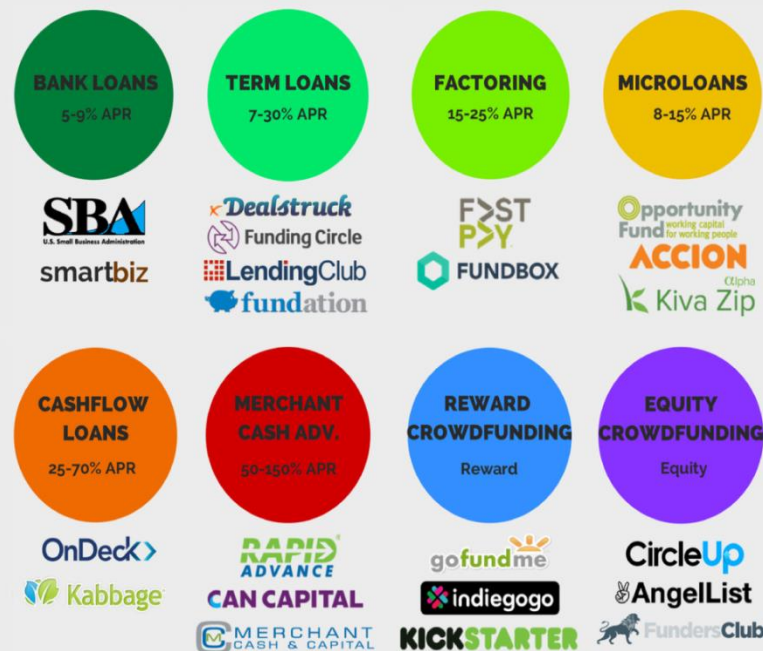 BANK LOANS
5-9% APR
TERM LOANS
7-30% APR
FACTORING
15-25% APR
MICROLOANS
8-15% APR
SBA
U.S. Small Business Administration
smartbiz
Dealstruck
Funding Circle
LendingClub
fundation
FAST
PAY
FUNDBOX
Opportunity
Fund working capital
for working people
ACCION
alpha
Kiva Zip
CASHFLOW
LOANS
25-70% APR
MERCHANT
CASH ADV.
50-150% APR
REWARD
CROWDFUNDING
Reward
EQUITY
CROWDFUNDING
Equity
OnDeck
Kabbage
RAPID
ADVANCE
CAN CAPITAL
MERCHANT
CASH & CAPITAL
gofundme
indiegogo
KICKSTARTER
CircleUp
AngelList
FundersClub